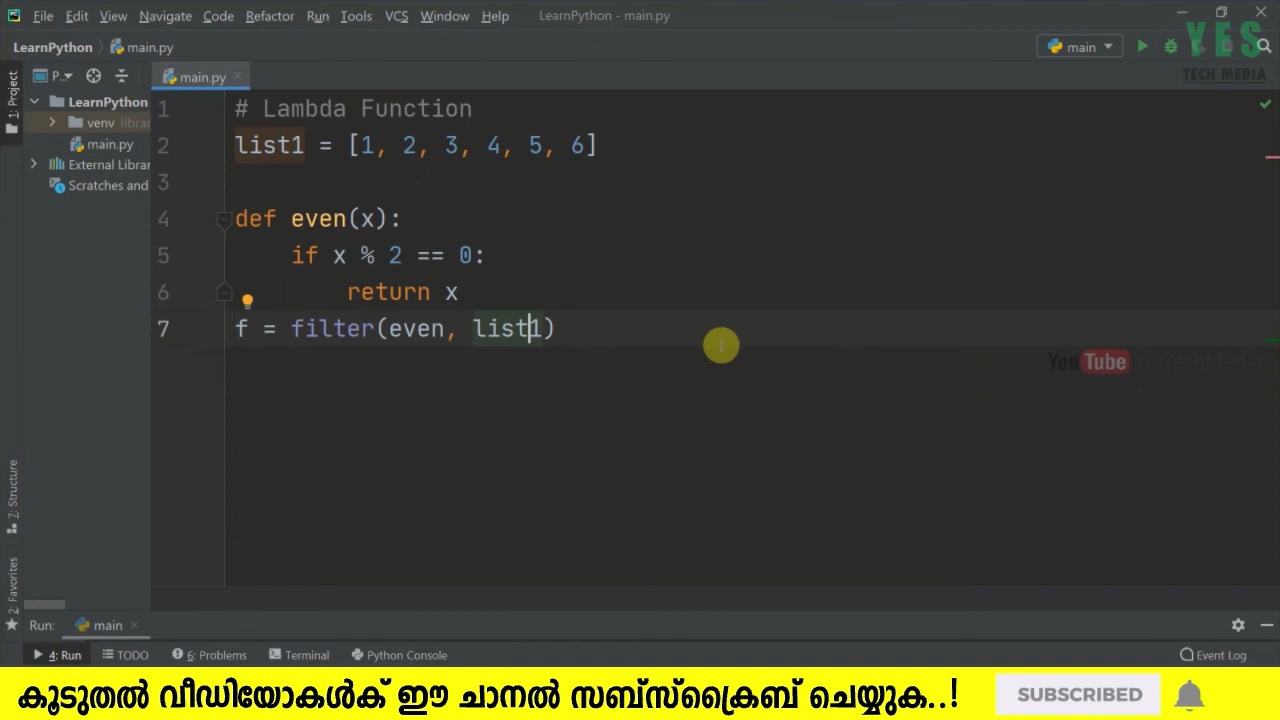 File Edit View Navigate Code Refactor Run Tools VCS Window Help LearnPython - main.py
YES
TECH MEDIA
LearnPython main.py main
1: Project
P.. main.py
LearnPython
venv libra
main.py
External Libra
Scratches and
1 # Lambda Function
2 list1 = [1, 2, 3, 4, 5, 6]
3
4 def even(x):
5 if x % 2 == 0:
6 return x
7 f = filter(even, list1)
YouTube YesTechMedia
7: Structure
2: Favorites
Run: main
4: Run TODO 6: Problems Terminal Python Console Event Log
കൂടുതൽ വീഡിയോകൾക് ഈ ചാനൽ സബ്സ്ക്രൈബ് ചെയ്യുക..! SUBSCRIBED